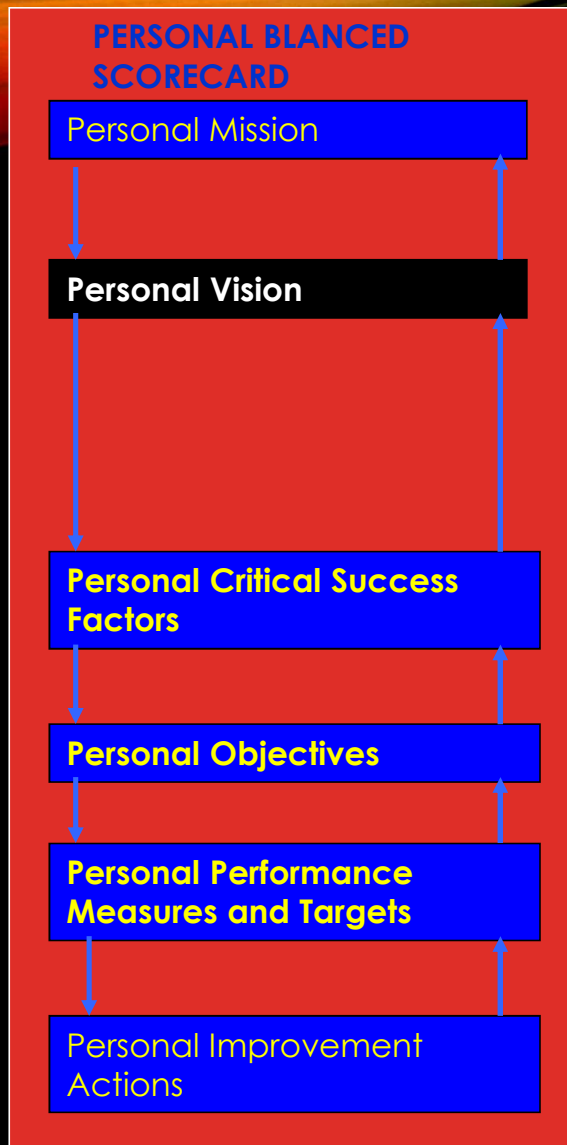 PERSONAL BLANCED
SCORECARD
Personal Mission
Personal Vision
Personal Critical Success
Factors
Personal Objectives
Personal Performance
Measures and Targets
Personal Improvement
Actions